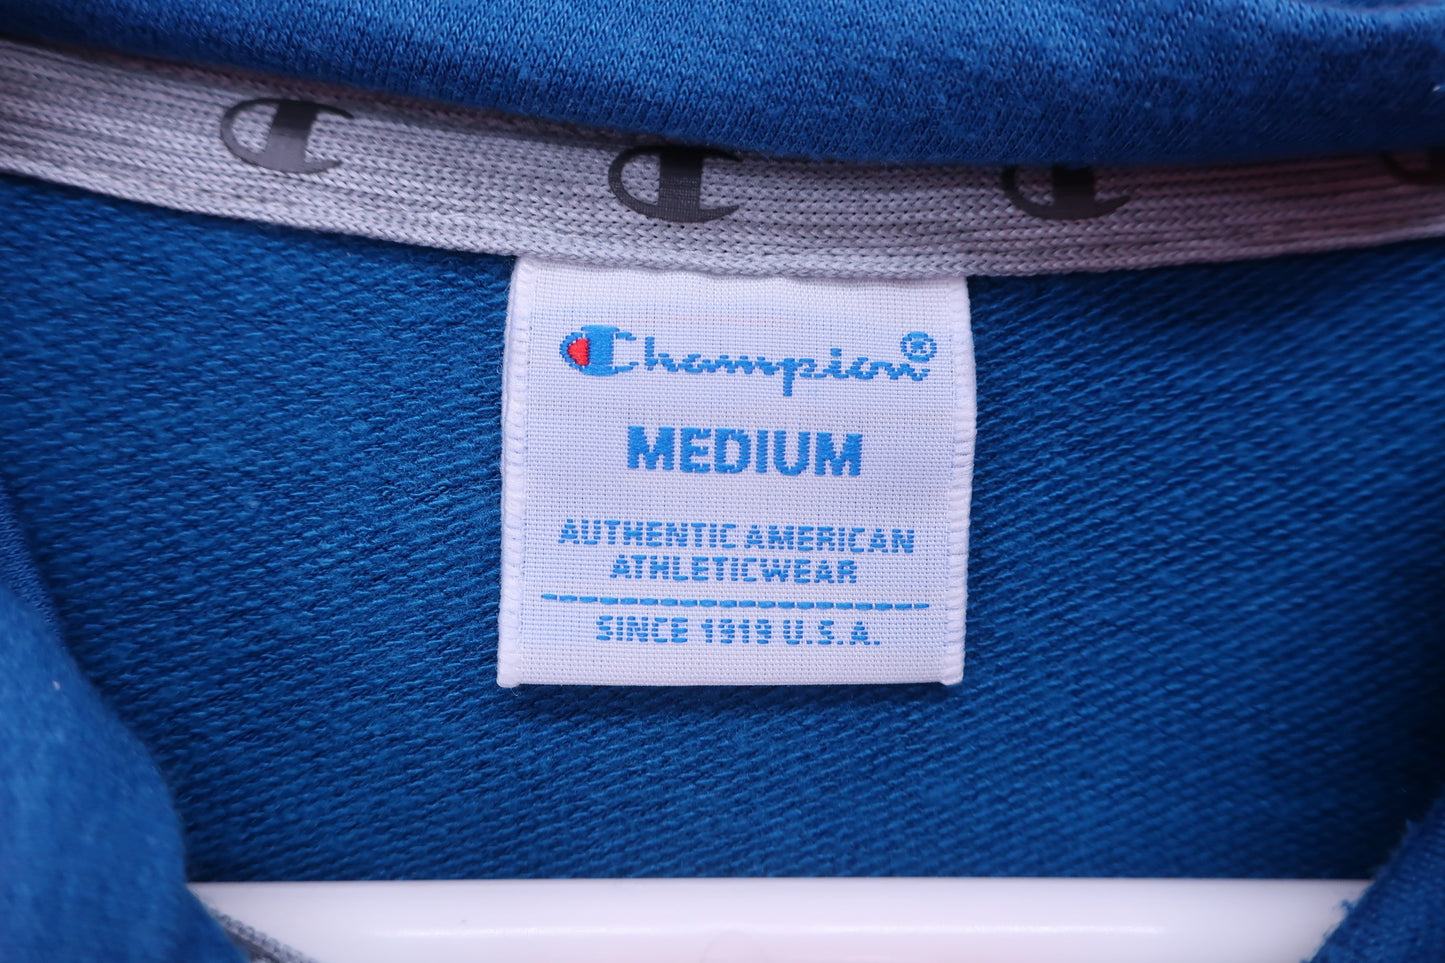 Champion®
MEDIUM
AUTHENTIC AMERICAN
ATHLETICWEAR
SINCE 1919 U.S.A.